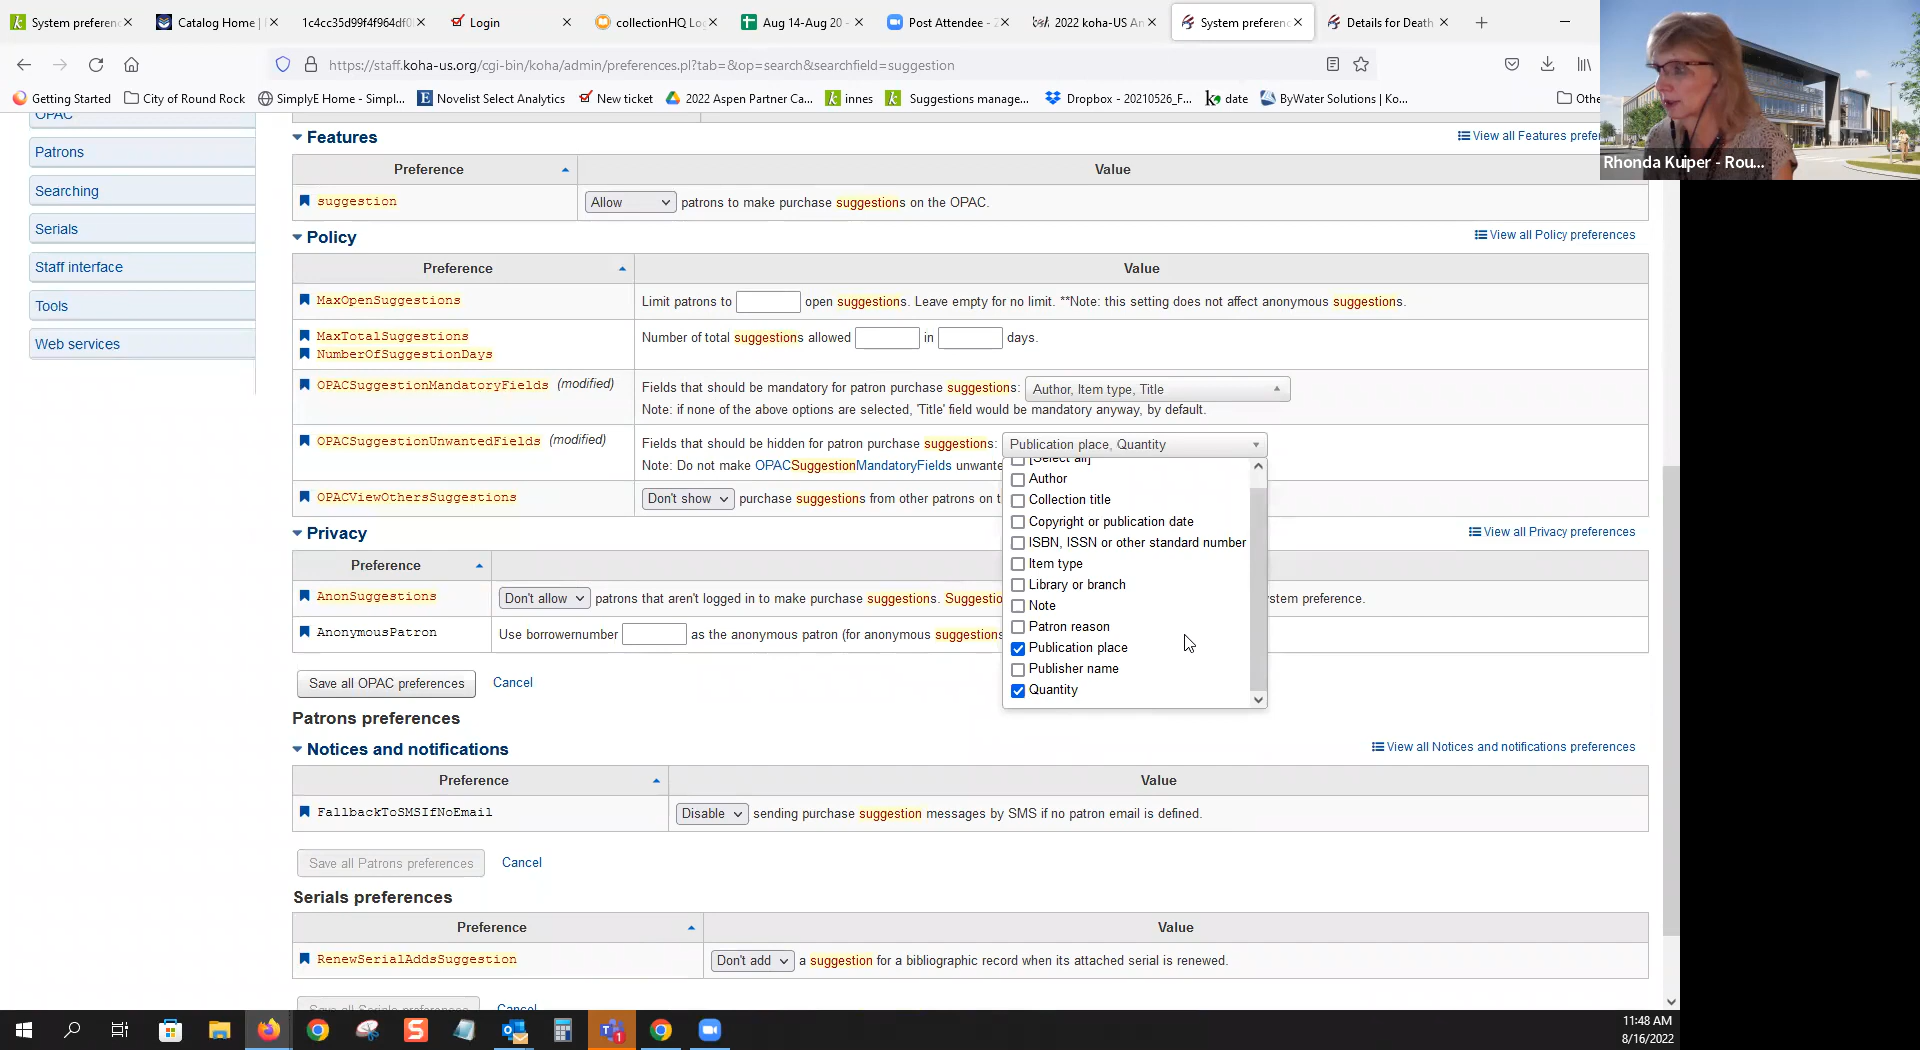 System preferenc
Catalog Home |
1c4cc35d99f4f964df0
Login
collectionHQ Lo
Aug 14-Aug 20 -
Post Attendee - Z
2022 koha-US An
System preferenc
Details for Death
https://staff.koha-us.org/cgi-bin/koha/admin/preferences.pl?tab=&op=search&searchfield=suggestion
Getting Started
City of Round Rock
SimplyE Home - Simpl...
Novelist Select Analytics
New ticket
2022 Aspen Partner Ca...
innes
Suggestions manage...
Dropbox - 20210526_F...
date
ByWater Solutions | Ko...
Othe
Rhonda Kuiper - Rou...
OPAC
Patrons
Searching
Serials
Staff interface
Tools
Web services
Features
View all Features prefer
Preference
Value
suggestion
Allow patrons to make purchase suggestions on the OPAC.
Policy
View all Policy preferences
Preference
Value
MaxOpenSuggestions
Limit patrons to open suggestions. Leave empty for no limit. **Note: this setting does not affect anonymous suggestions.
MaxTotalSuggestions
NumberOfSuggestionDays
Number of total suggestions allowed in days.
OPACSuggestionMandatoryFields (modified)
Fields that should be mandatory for patron purchase suggestions: Author, Item type, Title
Note: if none of the above options are selected, 'Title' field would be mandatory anyway, by default.
OPACSuggestionUnwantedFields (modified)
Fields that should be hidden for patron purchase suggestions: Publication place, Quantity
Note: Do not make OPACSuggestionMandatoryFields unwante
[Select all]
Author
Collection title
Copyright or publication date
ISBN, ISSN or other standard number
Item type
Library or branch
Note
Patron reason
Publication place
Publisher name
Quantity
OPACViewOthersSuggestions
Don't show purchase suggestions from other patrons on t
Privacy
View all Privacy preferences
Preference
AnonSuggestions
Don't allow patrons that aren't logged in to make purchase suggestions. Suggestio
stem preference.
AnonymousPatron
Use borrowernumber as the anonymous patron (for anonymous suggestions
Save all OPAC preferences
Cancel
Patrons preferences
Notices and notifications
View all Notices and notifications preferences
Preference
Value
FallbackToSMSIfNoEmail
Disable sending purchase suggestion messages by SMS if no patron email is defined.
Save all Patrons preferences
Cancel
Serials preferences
Preference
Value
RenewSerialAddsSuggestion
Don't add a suggestion for a bibliographic record when its attached serial is renewed.
Save all Serials preferences
Cancel
11:48 AM
8/16/2022